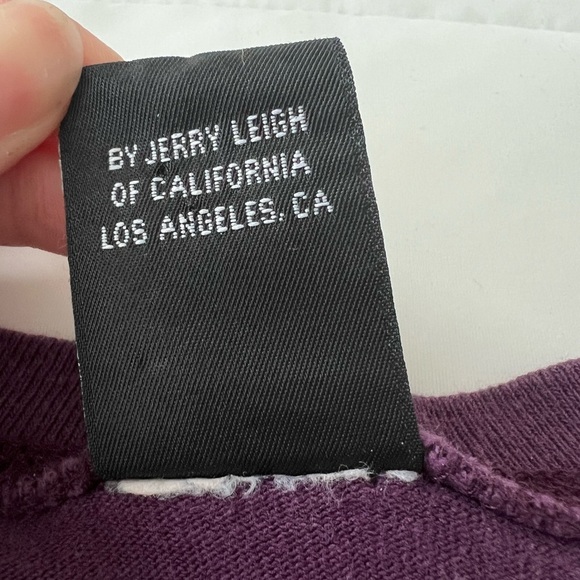 BY JERRY LEIGH
OF CALIFORNIA
LOS ANGELES, CA